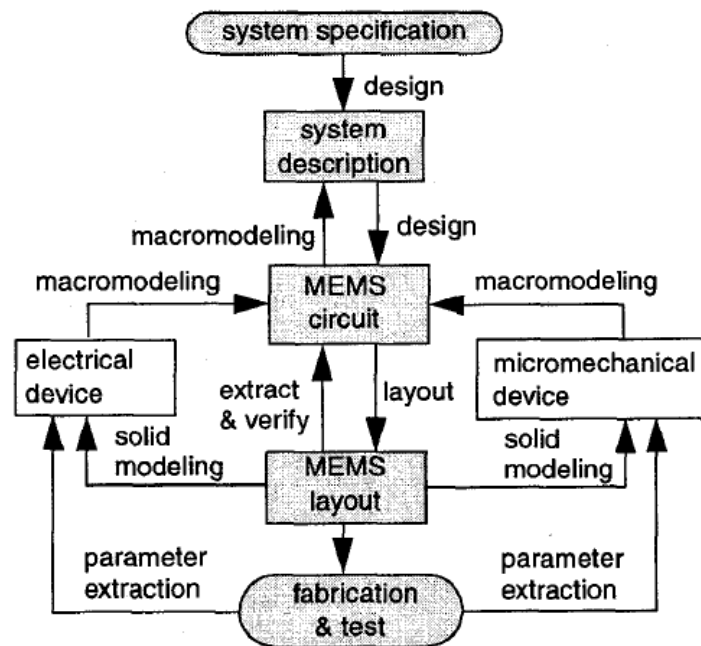 system specification
design
system
description
macromodeling
design
macromodeling
MEMS
circuit
macromodeling
electrical
device
extract
& verify
layout
micromechanical
device
solid
modeling
MEMS
layout
solid
modeling
parameter
extraction
fabrication
& test
parameter
extraction